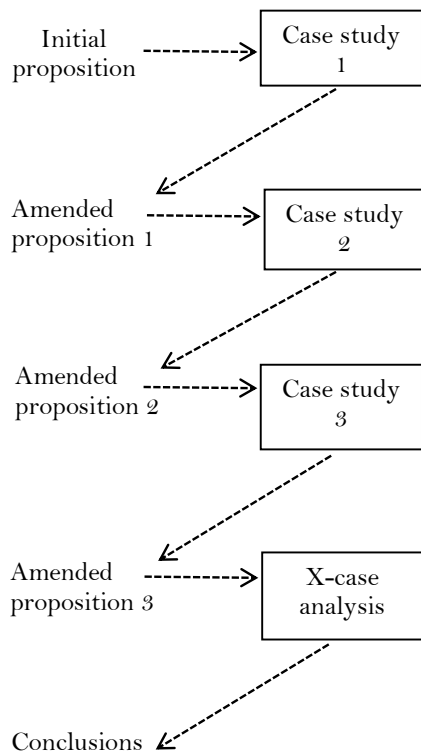 Initial
proposition
Case study
1
Amended
proposition 1
Case study
2
Amended
proposition 2
Case study
3
Amended
proposition 3
X-case
analysis
Conclusions